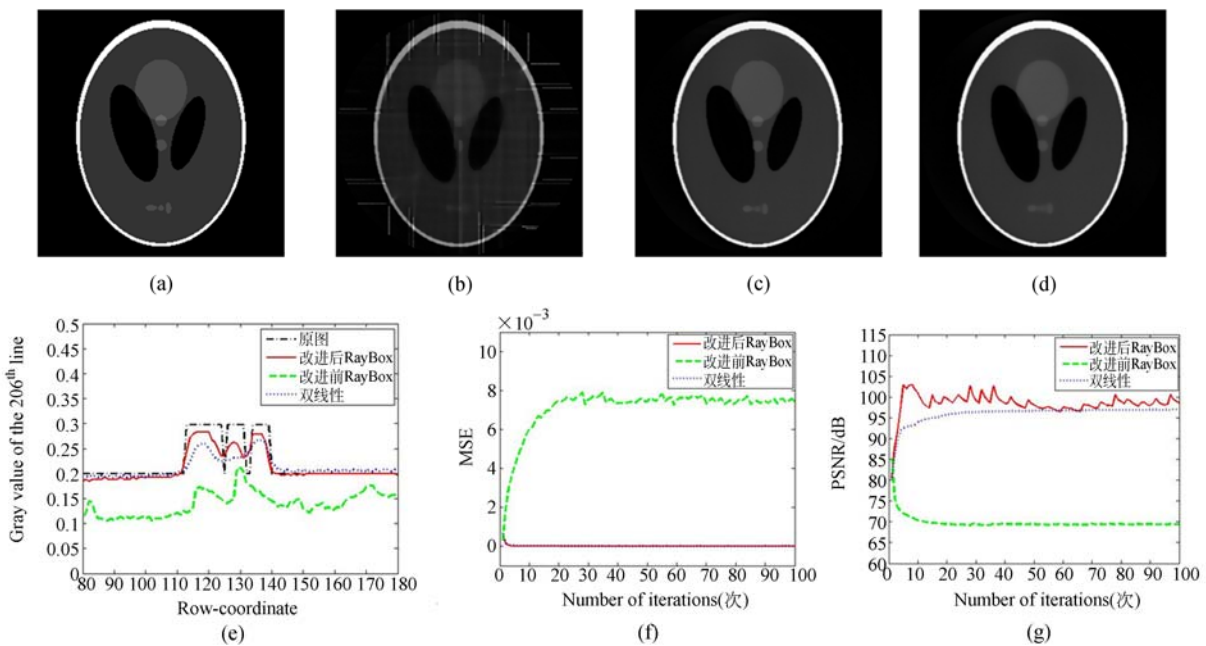 (a)
(b)
(c)
(d)
Gray value of the 206th line
0.5
0.45
0.4
0.35
0.3
0.25
0.2
0.15
0.1
0.05
0
80 90 100 110 120 130 140 150 160 170 180
Row-coordinate
原图
改进后RayBox
改进前RayBox
双线性
(e)
×10⁻³
MSE
10
8
6
4
2
0
0 10 20 30 40 50 60 70 80 90 100
Number of iterations(次)
改进后RayBox
改进前RayBox
双线性
(f)
PSNR/dB
115
110
105
100
95
90
85
80
75
70
65
60
0 10 20 30 40 50 60 70 80 90 100
Number of iterations(次)
改进后RayBox
改进前RayBox
双线性
(g)